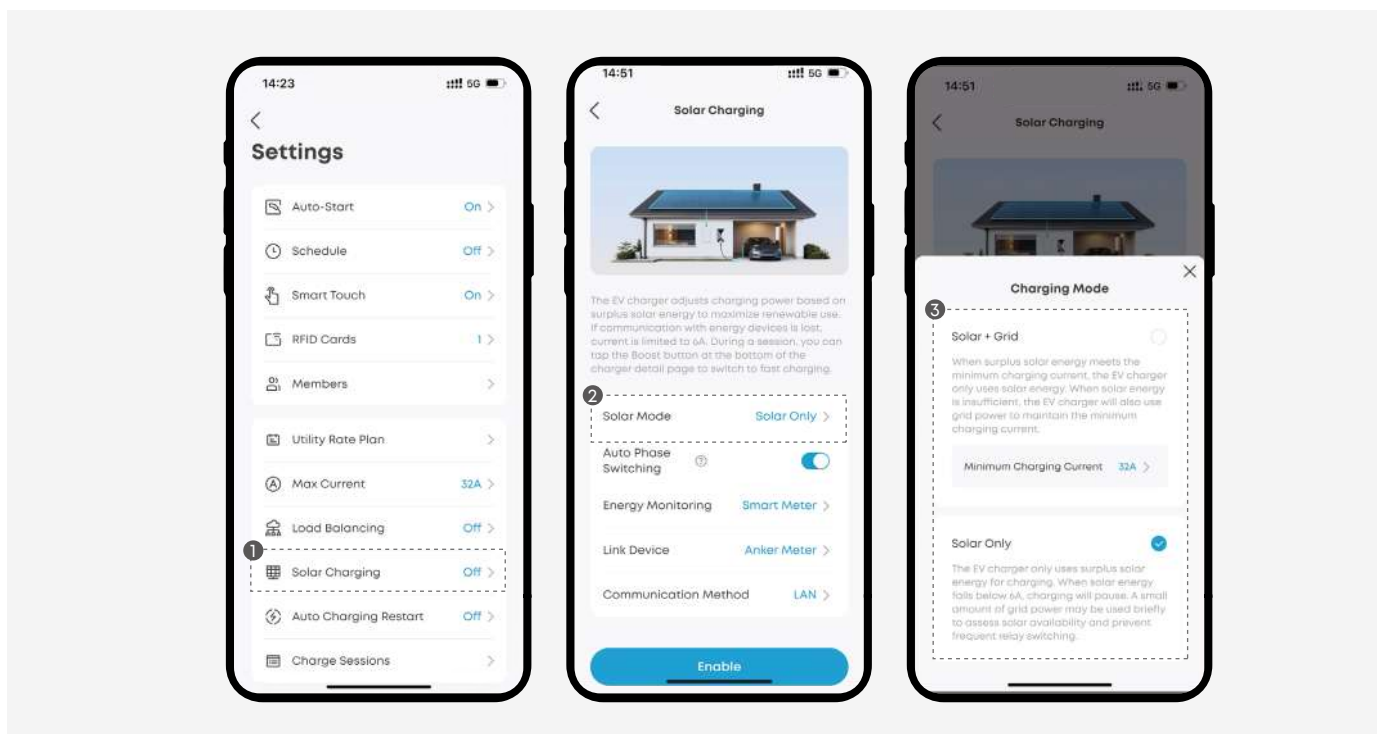 14:23
5G
Settings
Auto-Start On
Schedule Off
Smart Touch On
RFID Cards 1
Members
Utility Rate Plan
Max Current 32A
Load Balancing Off
1
Solar Charging Off
Auto Charging Restart Off
Charge Sessions
14:51
5G
Solar Charging
The EV charger adjusts charging power based on
surplus solar energy to maximize renewable use.
If communication with energy devices is lost,
current is limited to 6A. During a session, you can
tap the Boost button at the bottom of the
charger detail page to switch to fast charging.
2
Solar Mode Solar Only
Auto Phase
Switching
Energy Monitoring Smart Meter
Link Device Anker Meter
Communication Method LAN
Enable
14:51
5G
Solar Charging
Charging Mode
3
Solar + Grid
When surplus solar energy meets the
minimum charging current, the EV charger
only uses solar energy. When solar energy
is insufficient, the EV charger will also use
grid power to maintain the minimum
charging current.
Minimum Charging Current 32A
Solar Only
The EV charger only uses surplus solar
energy for charging. When solar energy
falls below 6A, charging will pause. A small
amount of grid power may be used briefly
to assess solar availability and prevent
frequent relay switching.